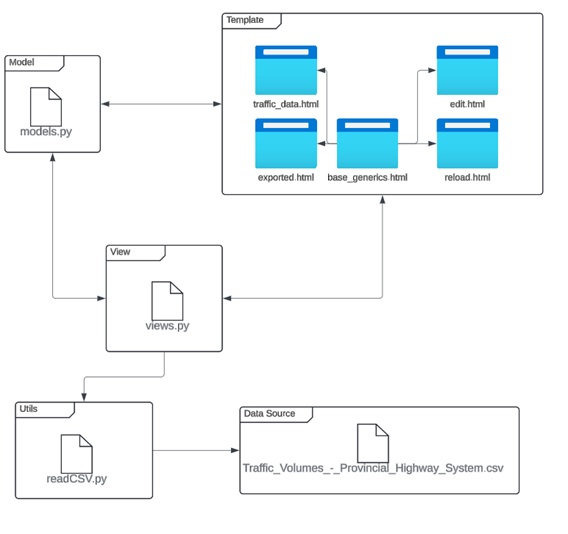 Template
Model
traffic_data.html
edit.html
models.py
exported.html
base_generics.html
reload.html
View
views.py
Utils
Data Source
readCSV.py
Traffic_Volumes_-_Provincial_Highway_System.csv